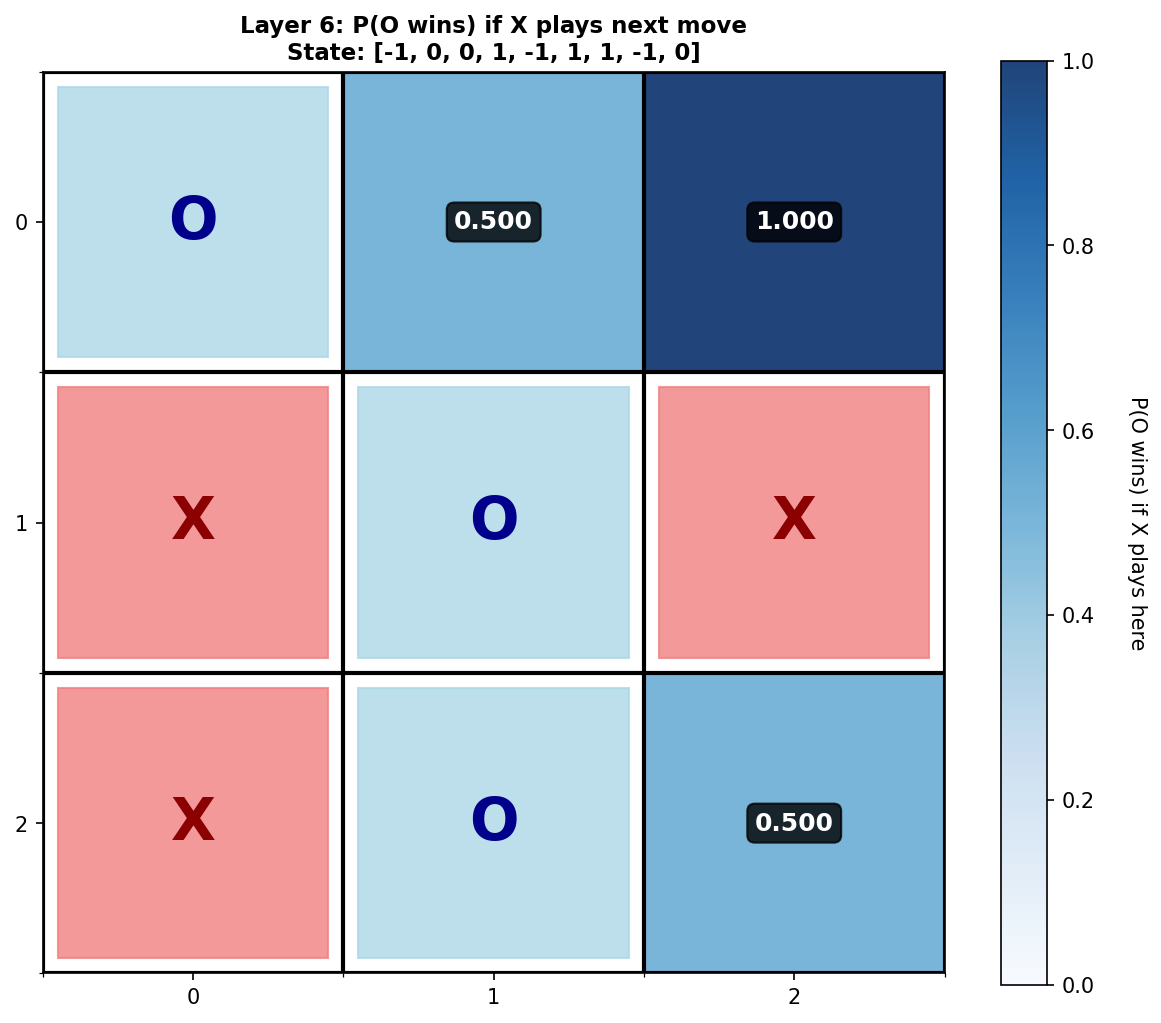 Layer 6: P(O wins) if X plays next move
State: [-1, 0, 0, 1, -1, 1, 1, -1, 0]
0
O
0.500
1.000
1
X
O
X
2
X
O
0.500
0
1
2
1.0
0.8
0.6
0.4
0.2
0.0
P(O wins) if X plays here